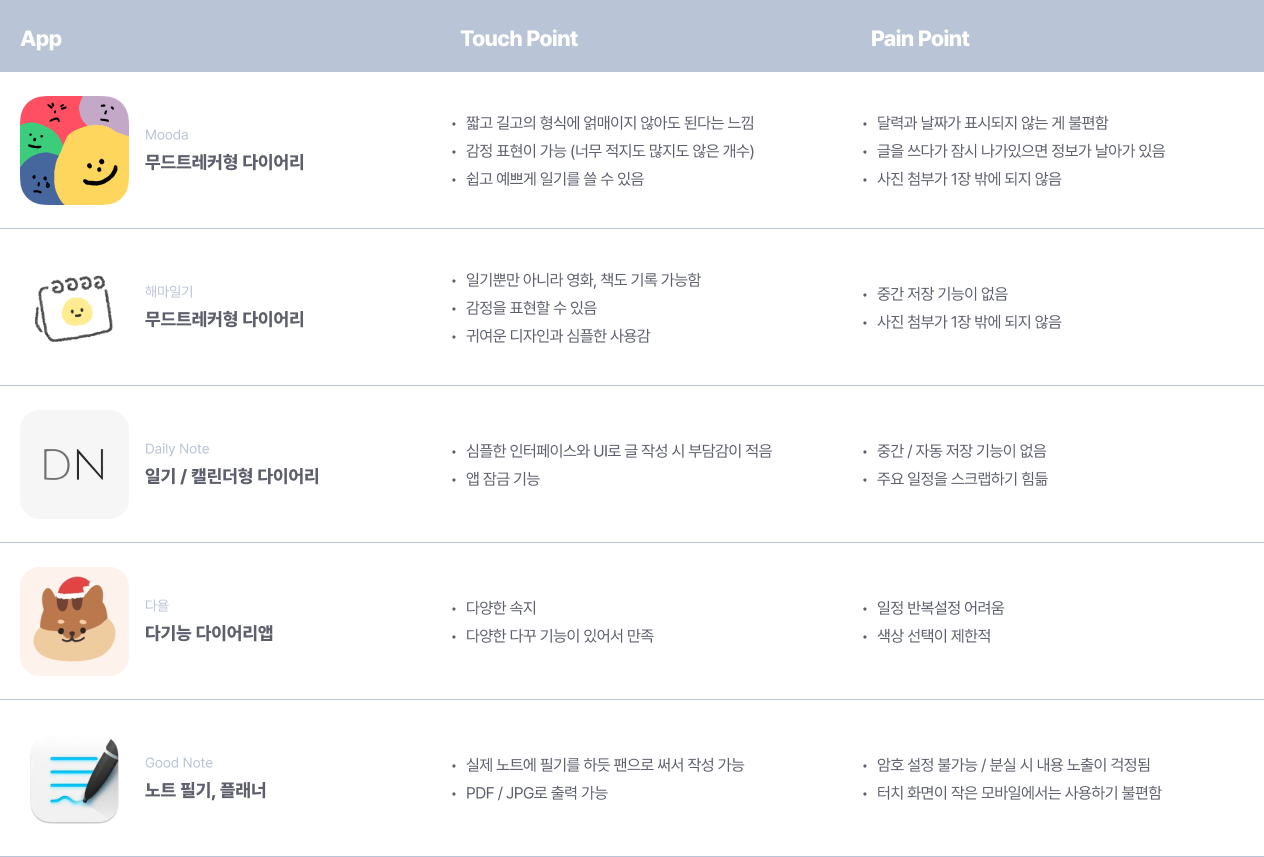 App
Touch Point
Pain Point
Mooda
무드트레커형 다이어리
• 짧고 길고의 형식에 얽매이지 않아도 된다는 느낌
• 감정 표현이 가능 (너무 적지도 많지도 않은 개수)
• 쉽고 예쁘게 일기를 쓸 수 있음
• 달력과 날짜가 표시되지 않는 게 불편함
• 글을 쓰다가 잠시 나가있으면 정보가 날아가 있음
• 사진 첨부가 1장 밖에 되지 않음
해마일기
무드트레커형 다이어리
• 일기뿐만 아니라 영화, 책도 기록 가능함
• 감정을 표현할 수 있음
• 귀여운 디자인과 심플한 사용감
• 중간 저장 기능이 없음
• 사진 첨부가 1장 밖에 되지 않음
DN
Daily Note
일기 / 캘린더형 다이어리
• 심플한 인터페이스와 UI로 글 작성 시 부담감이 적음
• 앱 잠금 기능
• 중간 / 자동 저장 기능이 없음
• 주요 일정을 스크랩하기 힘듦
다욜
다기능 다이어리앱
• 다양한 속지
• 다양한 다꾸 기능이 있어서 만족
• 일정 반복설정 어려움
• 색상 선택이 제한적
Good Note
노트 필기, 플래너
• 실제 노트에 필기를 하듯 팬으로 써서 작성 가능
• PDF / JPG로 출력 가능
• 암호 설정 불가능 / 분실 시 내용 노출이 걱정됨
• 터치 화면이 작은 모바일에서는 사용하기 불편함